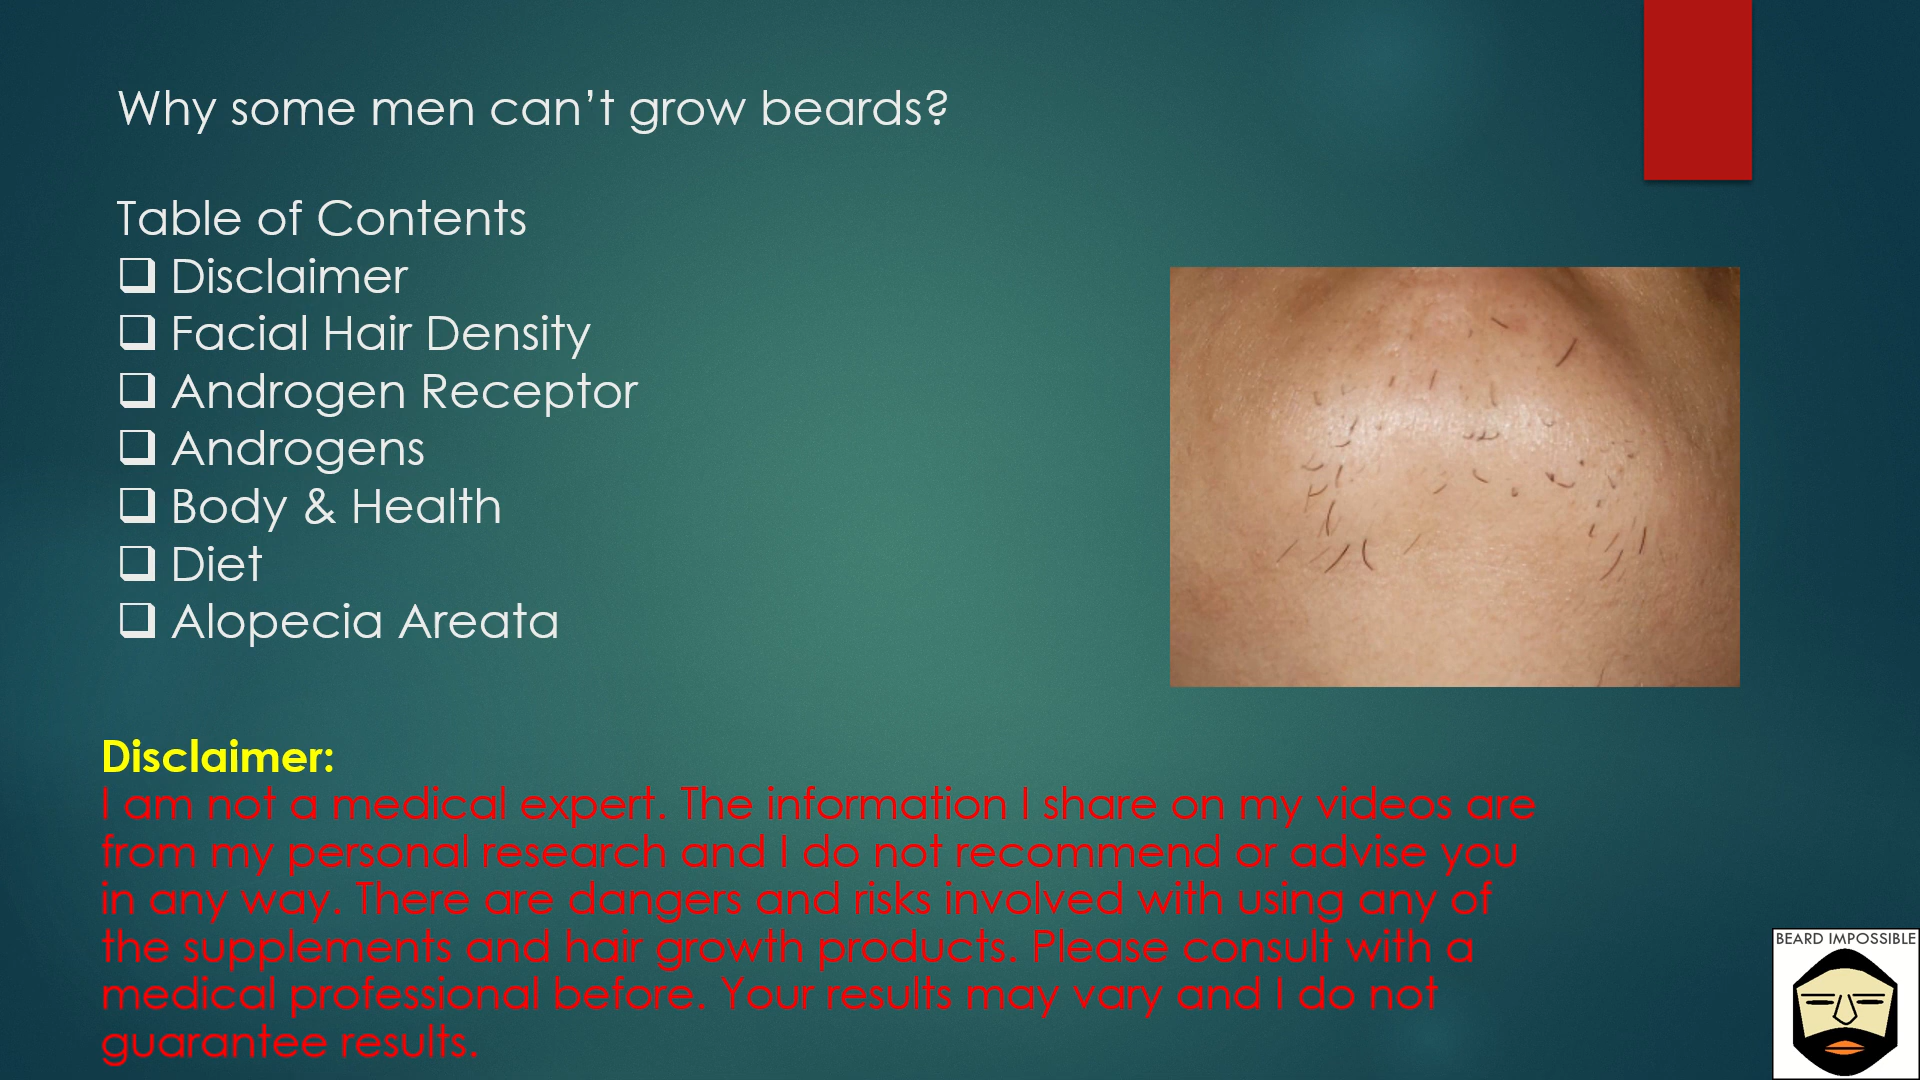 Why some men can’t grow beards?
Table of Contents
❑ Disclaimer
❑ Facial Hair Density
❑ Androgen Receptor
❑ Androgens
❑ Body & Health
❑ Diet
❑ Alopecia Areata
Disclaimer:
I am not a medical expert. The information I share on my videos are
from my personal research and I do not recommend or advise you
in any way. There are dangers and risks involved with using any of
the supplements and hair growth products. Please consult with a
medical professional before. Your results may vary and I do not
guarantee results.
BEARD IMPOSSIBLE